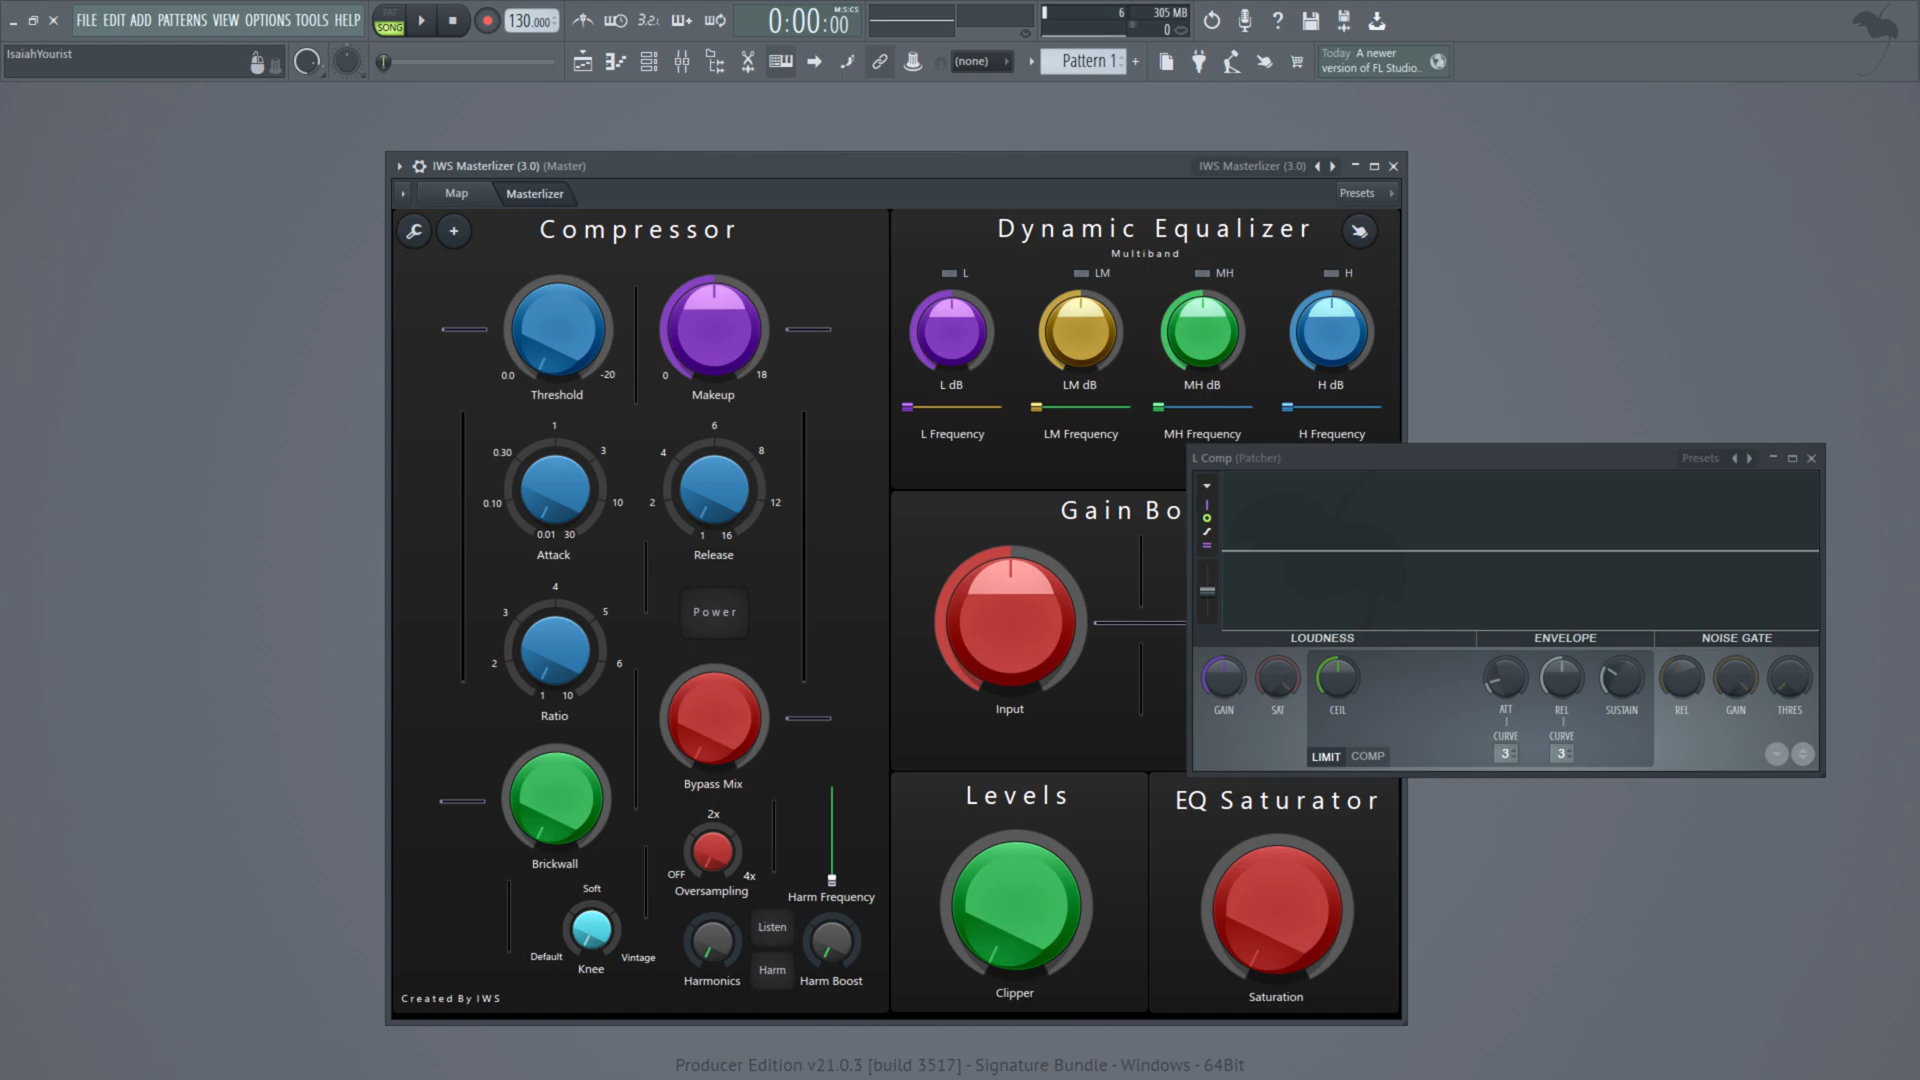 FILE EDIT ADD PATTERNS VIEW OPTIONS TOOLS HELP
PAT
SONG
130.000
3.2.
M:S:CS
0:00:00
6
305 MB
0
IsaiahYourist
(none)
Pattern 1
+
Today A newer
version of FL Studio..
IWS Masterlizer (3.0) (Master)
IWS Masterlizer (3.0)
Map
Masterlizer
Presets
Compressor
0.0
-20
Threshold
0
18
Makeup
0.01
0.10
0.30
1
3
10
30
Attack
1
2
4
6
8
12
16
Release
1
2
3
4
5
6
10
Ratio
Power
Bypass Mix
Brickwall
2x
OFF
4x
Oversampling
Harm Frequency
Soft
Default
Vintage
Knee
Harmonics
Listen
Harm
Harm Boost
Created By IWS
Dynamic Equalizer
Multiband
L
LM
MH
H
L dB
LM dB
MH dB
H dB
L Frequency
LM Frequency
MH Frequency
H Frequency
Gain Bo
Input
Levels
Clipper
EQ Saturator
Saturation
L Comp (Patcher)
Presets
LOUDNESS
ENVELOPE
NOISE GATE
GAIN
SAT
CEIL
ATT
REL
SUSTAIN
REL
GAIN
THRES
CURVE
CURVE
3
3
LIMIT
COMP
Producer Edition v21.0.3 [build 3517] - Signature Bundle - Windows - 64Bit